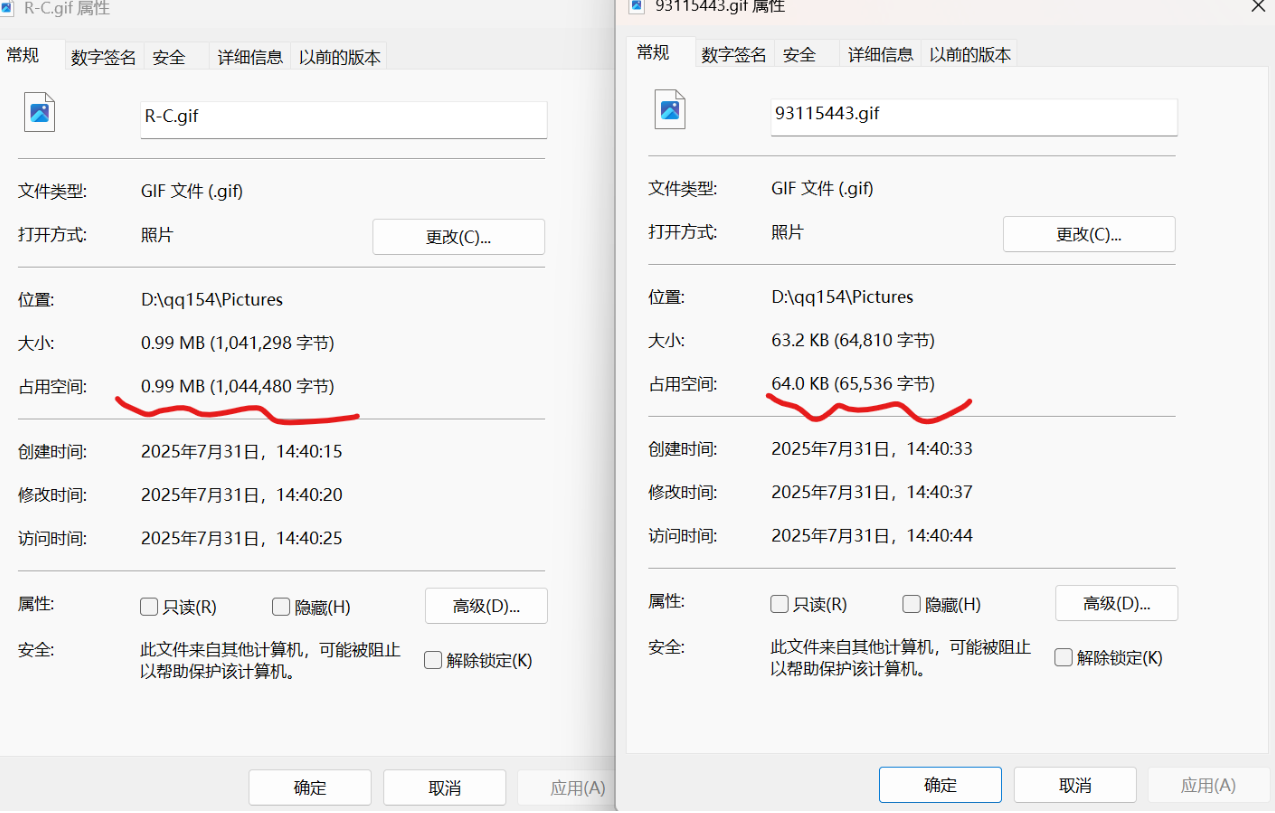 R-C.gif 属性
常规 数字签名 安全 详细信息 以前的版本
R-C.gif
文件类型: GIF 文件 (.gif)
打开方式: 照片 更改(C)...
位置: D:\qq154\Pictures
大小: 0.99 MB (1,041,298 字节)
占用空间: 0.99 MB (1,044,480 字节)
创建时间: 2025年7月31日，14:40:15
修改时间: 2025年7月31日，14:40:20
访问时间: 2025年7月31日，14:40:25
属性: 只读(R) 隐藏(H) 高级(D)...
安全: 此文件来自其他计算机，可能被阻止
以帮助保护该计算机。 解除锁定(K)
确定 取消 应用(A)
93115443.gif 属性
常规 数字签名 安全 详细信息 以前的版本
93115443.gif
文件类型: GIF 文件 (.gif)
打开方式: 照片 更改(C)...
位置: D:\qq154\Pictures
大小: 63.2 KB (64,810 字节)
占用空间: 64.0 KB (65,536 字节)
创建时间: 2025年7月31日，14:40:33
修改时间: 2025年7月31日，14:40:37
访问时间: 2025年7月31日，14:40:44
属性: 只读(R) 隐藏(H) 高级(D)...
安全: 此文件来自其他计算机，可能被阻止
以帮助保护该计算机。 解除锁定(K)
确定 取消 应用(A)